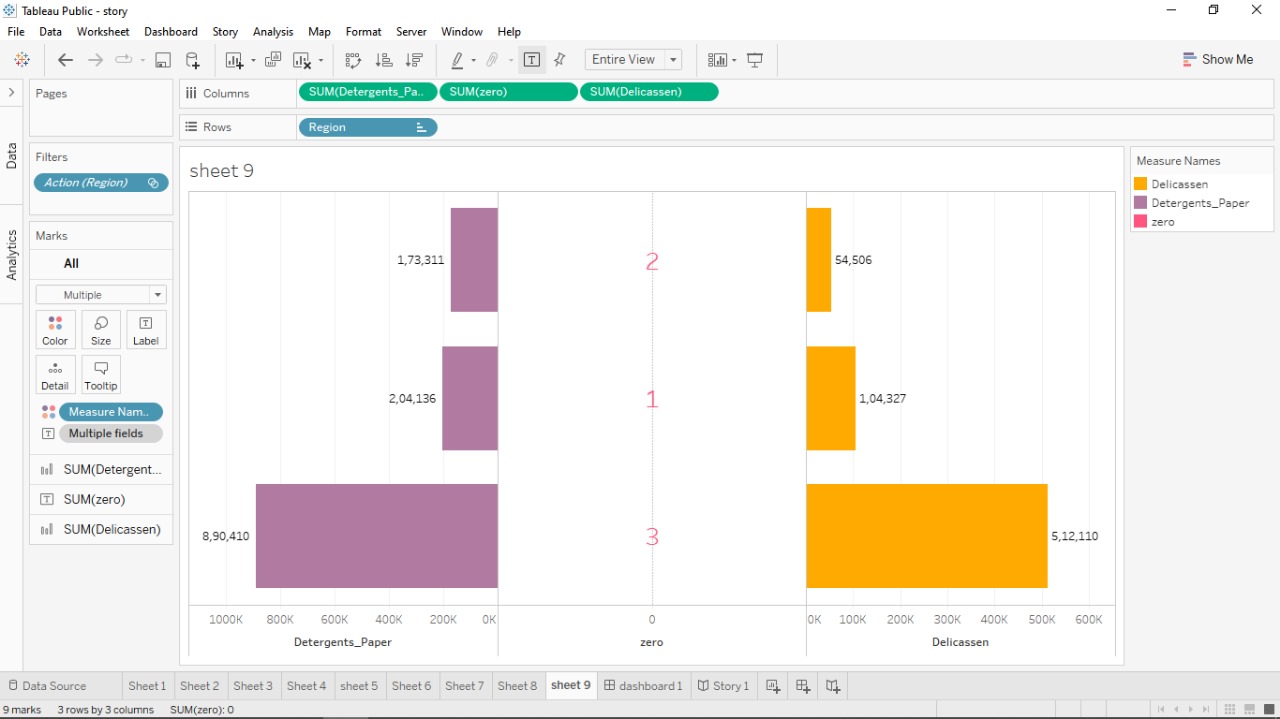 Tableau Public - story
File Data Worksheet Dashboard Story Analysis Map Format Server Window Help
Entire View
Show Me
Pages
Columns SUM(Detergents_Pa.. SUM(zero) SUM(Delicassen)
Rows Region
Data
Analytics
Filters
Action (Region)
Marks
All
Multiple
Color Size Label
Detail Tooltip
Measure Nam..
Multiple fields
SUM(Detergent...
SUM(zero)
SUM(Delicassen)
sheet 9
1,73,311 2 54,506
2,04,136 1 1,04,327
8,90,410 3 5,12,110
1000K 800K 600K 400K 200K 0K 0 0K 100K 200K 300K 400K 500K 600K
Detergents_Paper zero Delicassen
Measure Names
Delicassen
Detergents_Paper
zero
Data Source Sheet 1 Sheet 2 Sheet 3 Sheet 4 sheet 5 Sheet 6 Sheet 7 Sheet 8 sheet 9 dashboard 1 Story 1
9 marks 3 rows by 3 columns SUM(zero): 0